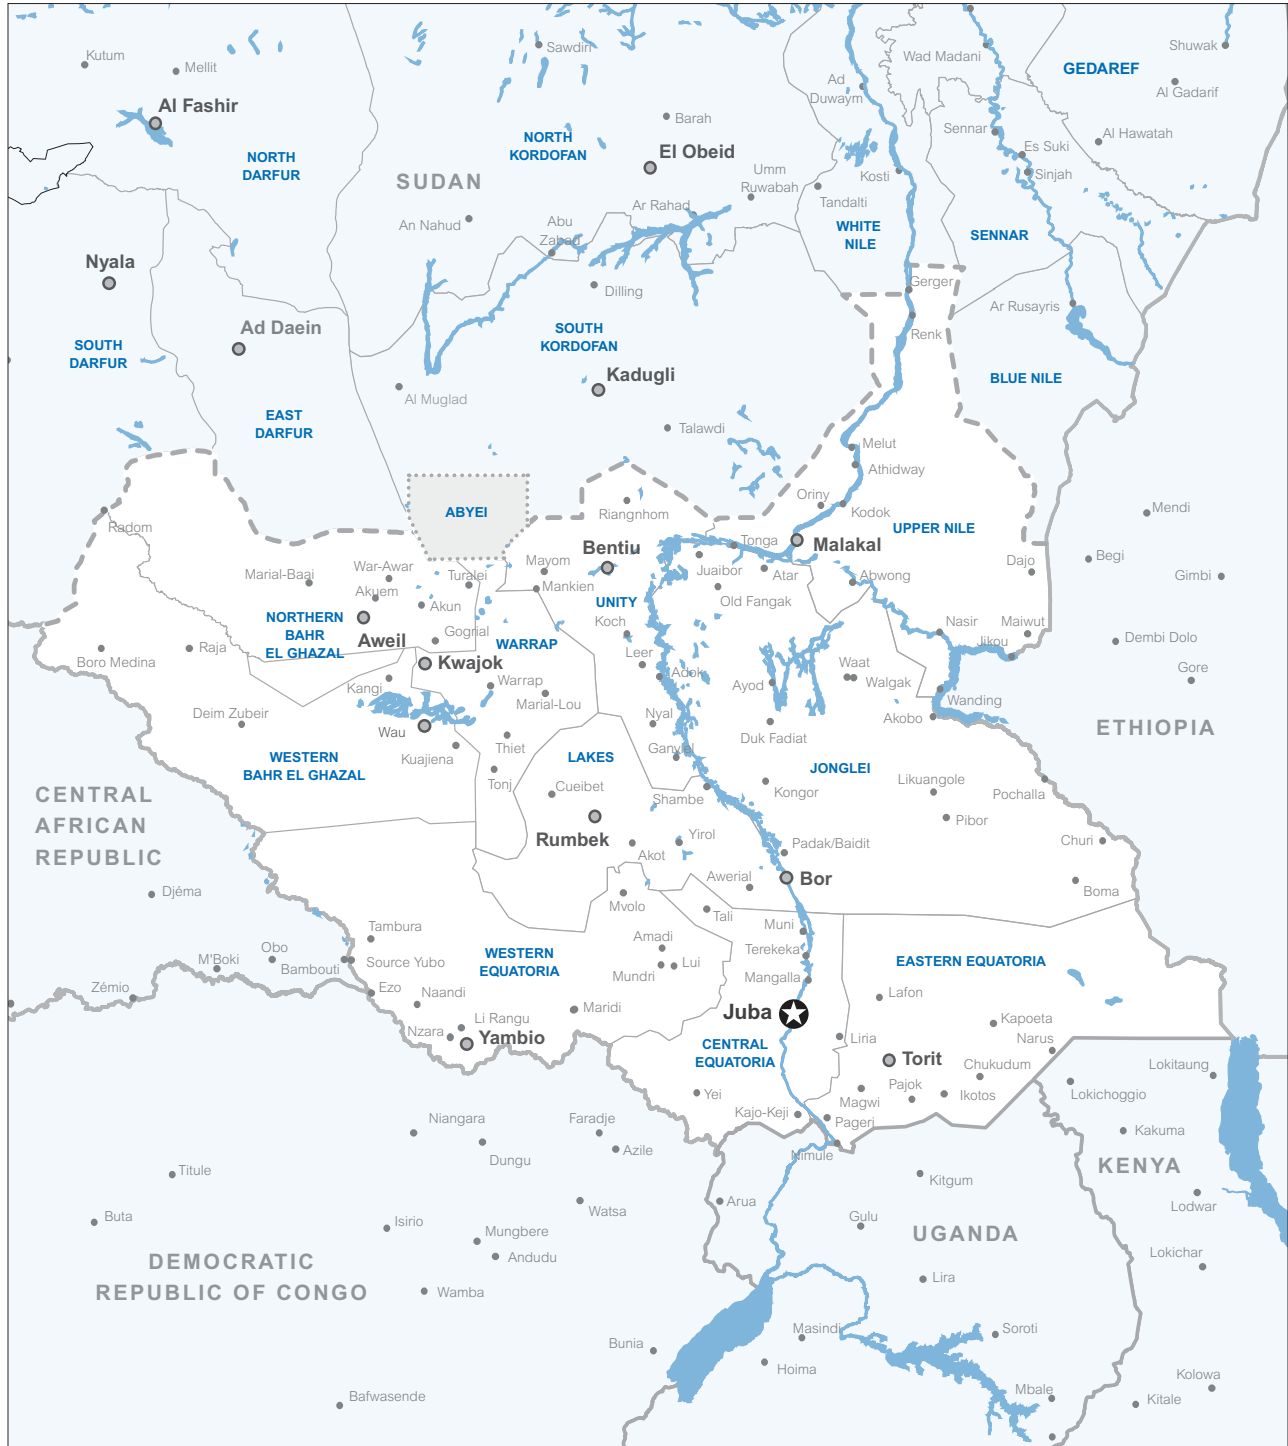 Kutum
Mellit
Al Fashir
Sawdiri
Barah
NORTH
KORDOFAN
El Obeid
NORTH
DARFUR
SUDAN
An Nahud
Abu
Zabad
Ar Rahad
Umm
Ruwabah
Ad
Duwaym
Wad Madani
Shuwak
GEDAREF
Al Gadarif
Al Hawatah
Sennar
Es Suki
Sinjah
Kosti
Tandalti
WHITE
NILE
SENNAR
Nyala
Dilling
Gerger
Ar Rusayris
Renk
Ad Daein
SOUTH
KORDOFAN
SOUTH
DARFUR
Kadugli
BLUE NILE
Al Muglad
EAST
DARFUR
Talawdi
Melut
Athidway
ABYEI
Oriny
Kodok
Riangnhom
Radom
UPPER NILE
Mendi
Bentiu
Tonga
Malakal
Mayom
War-Awar
Marial-Baai
Turalei
Juaibor
Atar
Abwong
Dajo
Begi
Gimbi
Akuem
Mankien
Old Fangak
UNITY
Akun
NORTHERN
BAHR
EL GHAZAL
Aweil
Gogrial
WARRAP
Koch
Nasir
Maiwut
Dembi Dolo
Jikou
Boro Medina
Raja
Kwajok
Leer
Adok
Waat
Gore
Kangi
Warrap
Ayod
Walgak
Marial-Lou
Wanding
Deim Zubeir
Wau
Nyal
Akobo
Duk Fadiat
ETHIOPIA
Thiet
Kuajiena
Ganyiel
WESTERN
BAHR EL GHAZAL
LAKES
JONGLEI
Tonj
Cueibet
Shambe
Kongor
Likuangole
Pochalla
CENTRAL
AFRICAN
REPUBLIC
Pibor
Rumbek
Yirol
Akot
Padak/Baidit
Churi
Djéma
Awerial
Bor
Boma
Mvolo
Tali
Tambura
Muni
Amadi
Obo
Bambouti
Source Yubo
M'Boki
WESTERN
EQUATORIA
Terekeka
Lui
Mundri
EASTERN EQUATORIA
Mangalla
Zémio
Ezo
Naandi
Maridi
Lafon
Juba
Li Rangu
Nzara
Yambio
Kapoeta
Liria
Narus
CENTRAL
EQUATORIA
Torit
Chukudum
Lokitaung
Lokichoggio
Magwi
Pajok
Ikotos
Yei
Kajo-Keji
Pageri
Niangara
Faradje
Kakuma
Nimule
Dungu
Azile
KENYA
Titule
Kitgum
Arua
Lodwar
Watsa
Buta
Isirio
Gulu
UGANDA
Mungbere
Andudu
DEMOCRATIC
REPUBLIC OF CONGO
Lokichar
Lira
Wamba
Bunia
Masindi
Soroti
Hoima
Bafwasende
Mbale
Kolowa
Kitale